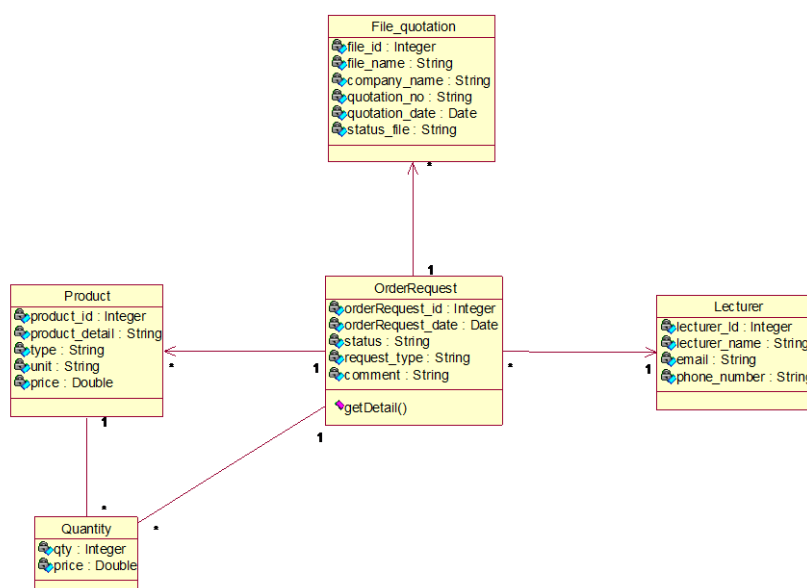 File_quotation
file_id : Integer
file_name : String
company_name : String
quotation_no : String
quotation_date : Date
status_file : String
*
1
OrderRequest
orderRequest_id : Integer
orderRequest_date : Date
status : String
request_type : String
comment : String
getDetail()
Product
product_id : Integer
product_detail : String
type : String
unit : String
price : Double
*
1
*
1
Lecturer
lecturer_Id : Integer
lecturer_name : String
email : String
phone_number : String
1
1
*
*
Quantity
qty : Integer
price : Double